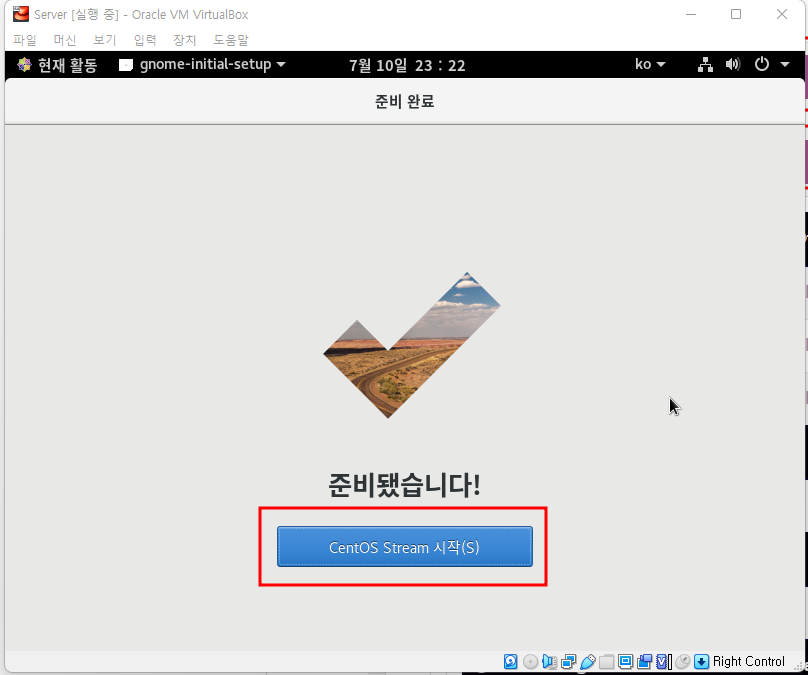 Server [실행 중] - Oracle VM VirtualBox
파일 머신 보기 입력 장치 도움말
현재 활동 gnome-initial-setup 7월 10일 23 : 22 ko
준비 완료
준비됐습니다!
CentOS Stream 시작(S)
Right Control